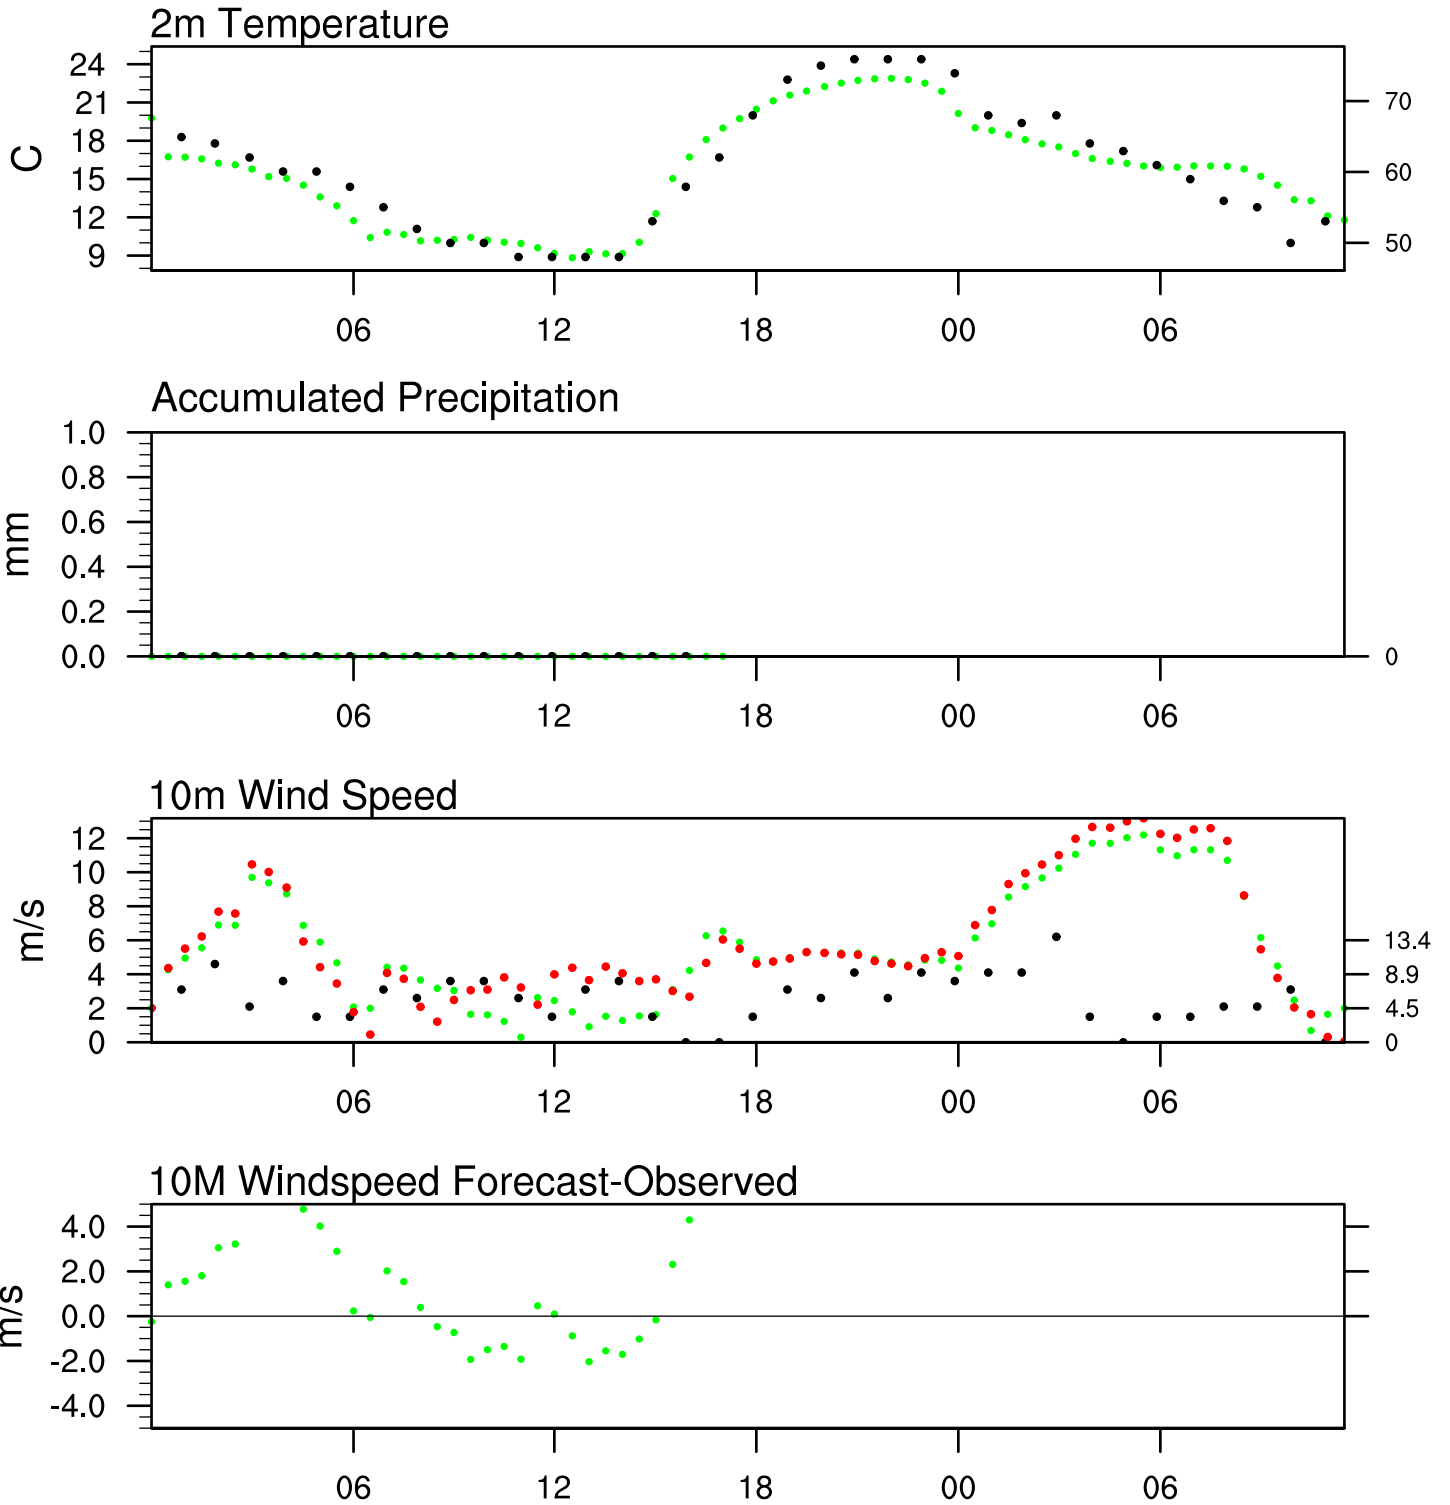 2m Temperature
24
21
18
15
12
9
C
70
60
50
06 12 18 00 06
Accumulated Precipitation
1.0
0.8
0.6
0.4
0.2
0.0
mm
0
06 12 18 00 06
10m Wind Speed
12
10
8
6
4
2
0
m/s
13.4
8.9
4.5
0
06 12 18 00 06
10M Windspeed Forecast-Observed
4.0
2.0
0.0
-2.0
-4.0
m/s
06 12 18 00 06